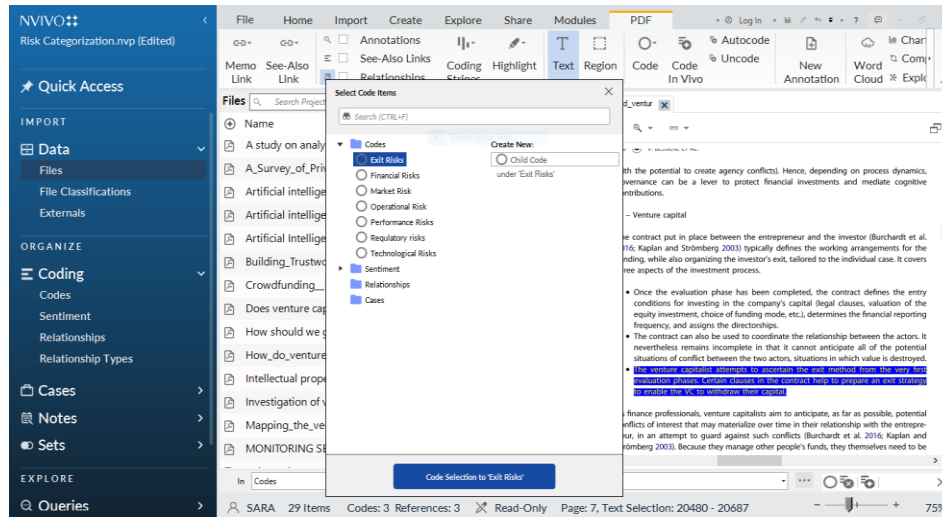 NVIVO
Risk Categorization.nvp (Edited)
Quick Access
IMPORT
Data
Files
File Classifications
Externals
ORGANIZE
Coding
Codes
Sentiment
Relationships
Relationship Types
Cases
Notes
Sets
EXPLORE
Queries
File Home Import Create Explore Share Modules PDF Log In
Memo Link
See-Also Link
Annotations
See-Also Links
Relationships
Coding Stripes
Highlight
Text
Region
Code
Code In Vivo
Autocode
Uncode
New Annotation
Word Cloud
Chart
Files Search Project
Name
A study on analy
A_Survey_of_Priv
Artificial intellige
Artificial intellige
Artificial Intellige
Building_Trustwo
Crowdfunding_
Does venture cap
How should we
How_do_venture
Intellectual prope
Investigation of v
Mapping_the_ve
MONITORING SE
Select Code Items
Search (CTRL+F)
Codes
Exit Risks
Financial Risks
Market Risk
Operational Risk
Performance Risks
Regulatory risks
Technological Risks
Sentiment
Relationships
Cases
Create New:
Child Code
under 'Exit Risks'
Code Selection to 'Exit Risks'
d_ventur
th the potential to create agency conflicts). Hence, depending on process dynamics,
overnance can be a lever to protect financial investments and mediate cognitive
ontributions.
– Venture capital
e contract put in place between the entrepreneur and the investor (Burchardt et al.
16; Kaplan and Strömberg 2003) typically defines the working arrangements for the
nding, while also organizing the investor's exit, tailored to the individual case. It covers
ree aspects of the investment process.
• Once the evaluation phase has been completed, the contract defines the entry
conditions for investing in the company's capital (legal clauses, valuation of the
equity investment, choice of funding mode, etc.), determines the financial reporting
frequency, and assigns the directorships.
• The contract can also be used to coordinate the relationship between the actors. It
nevertheless remains incomplete in that it cannot anticipate all of the potential
situations of conflict between the two actors, situations in which value is destroyed.
• The venture capitalist attempts to ascertain the exit method from the very first
evaluation phases. Certain clauses in the contract help to prepare an exit strategy
to enable the VC to withdraw their capital.
finance professionals, venture capitalists aim to anticipate, as far as possible, potential
nflicts of interest that may materialize over time in their relationship with the entrepre-
eur, in an attempt to guard against such conflicts (Burchardt et al. 2016; Kaplan and
römberg 2003). Because they manage other people's funds, they themselves need to be
In Codes
SARA 29 Items Codes: 3 References: 3 Read-Only Page: 7, Text Selection: 20480 - 20687 75%